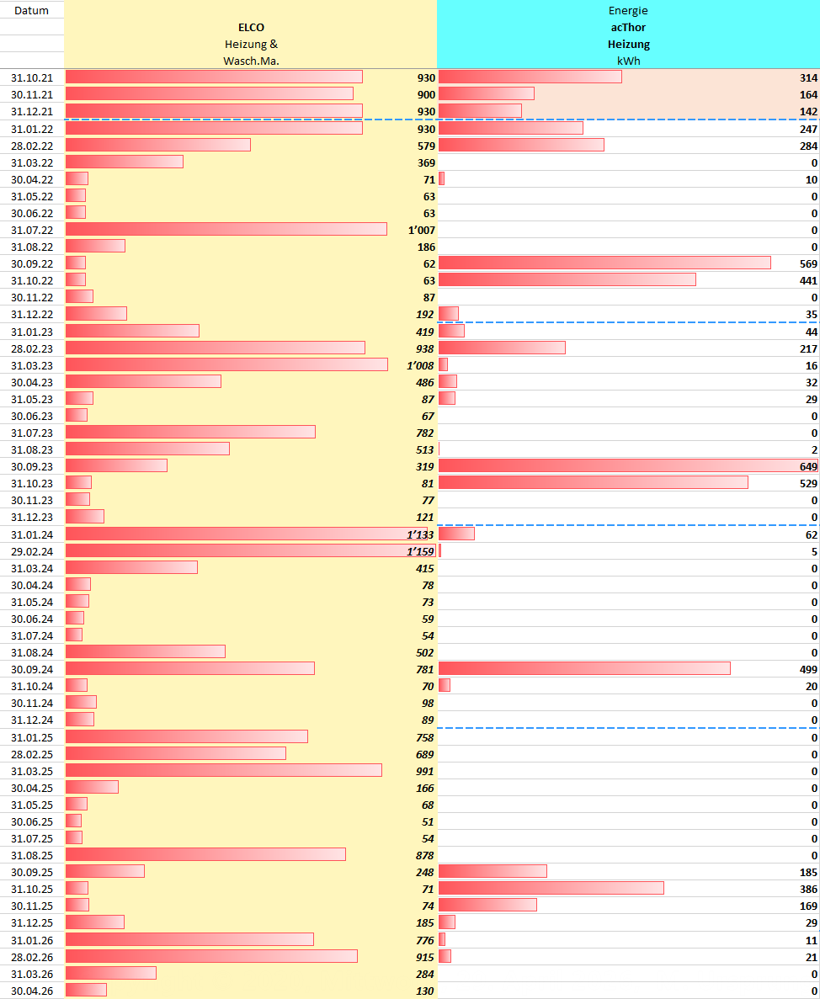 Datum Energie
ELCO acThor
Heizung & Heizung
Wasch.Ma. kWh
31.10.21 930 314
30.11.21 900 164
31.12.21 930 142
31.01.22 930 247
28.02.22 579 284
31.03.22 369 0
30.04.22 71 10
31.05.22 63 0
30.06.22 63 0
31.07.22 1’007 0
31.08.22 186 0
30.09.22 62 569
31.10.22 63 441
30.11.22 87 0
31.12.22 192 35
31.01.23 419 44
28.02.23 938 217
31.03.23 1’008 16
30.04.23 486 32
31.05.23 87 29
30.06.23 67 0
31.07.23 782 0
31.08.23 513 2
30.09.23 319 649
31.10.23 81 529
30.11.23 77 0
31.12.23 121 0
31.01.24 1’133 62
29.02.24 1’159 5
31.03.24 415 0
30.04.24 78 0
31.05.24 73 0
30.06.24 59 0
31.07.24 54 0
31.08.24 502 0
30.09.24 781 499
31.10.24 70 20
30.11.24 98 0
31.12.24 89 0
31.01.25 758 0
28.02.25 689 0
31.03.25 991 0
30.04.25 166 0
31.05.25 68 0
30.06.25 51 0
31.07.25 54 0
31.08.25 878 0
30.09.25 248 185
31.10.25 71 386
30.11.25 74 169
31.12.25 185 29
31.01.26 776 11
28.02.26 915 21
31.03.26 284 0
30.04.26 130 0